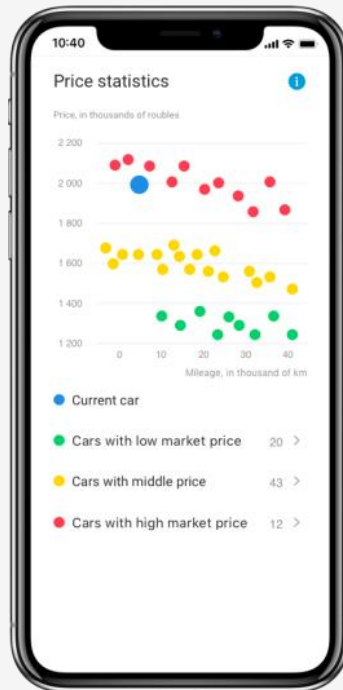 10:40
Price statistics
Price, in thousands of roubles
2 200
2 000
1 800
1 600
1 400
1 200
0 10 20 30 40
Mileage, in thousand of km
Current car
Cars with low market price 20
Cars with middle price 43
Cars with high market price 12